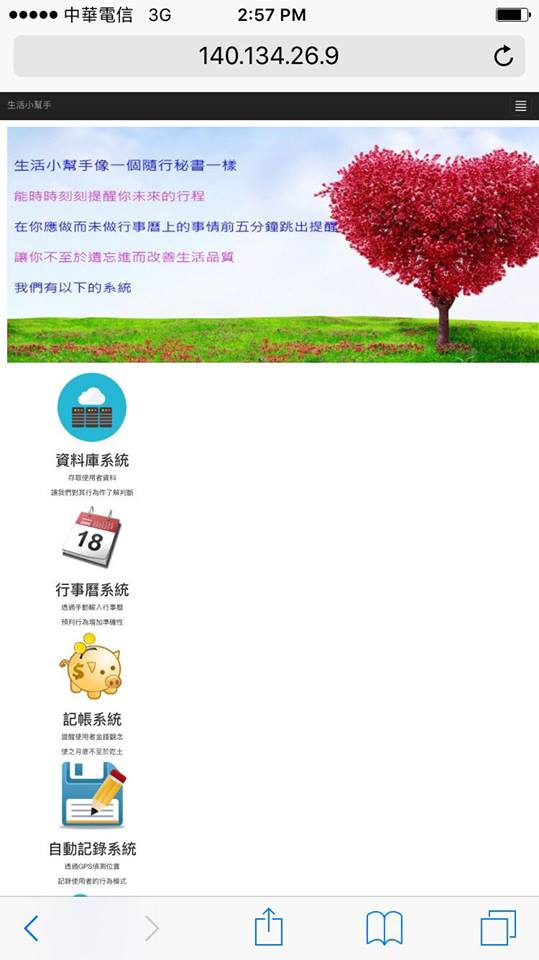 中華電信 3G 2:57 PM
140.134.26.9
生活小幫手
生活小幫手像一個隨行秘書一樣
能時時刻刻提醒你未來的行程
在你應做而未做行事曆上的事情前五分鐘跳出提醒
讓你不至於遺忘進而改善生活品質
我們有以下的系統
資料庫系統
存取使用者資料
讓我們對其行為作了解判斷
18
行事曆系統
透過手動輸入行事曆
預判行為增加準確性
$
記帳系統
提醒使用者金錢觀念
使之月底不至於吃土
自動記錄系統
透過GPS偵測位置
記錄使用者的行為模式